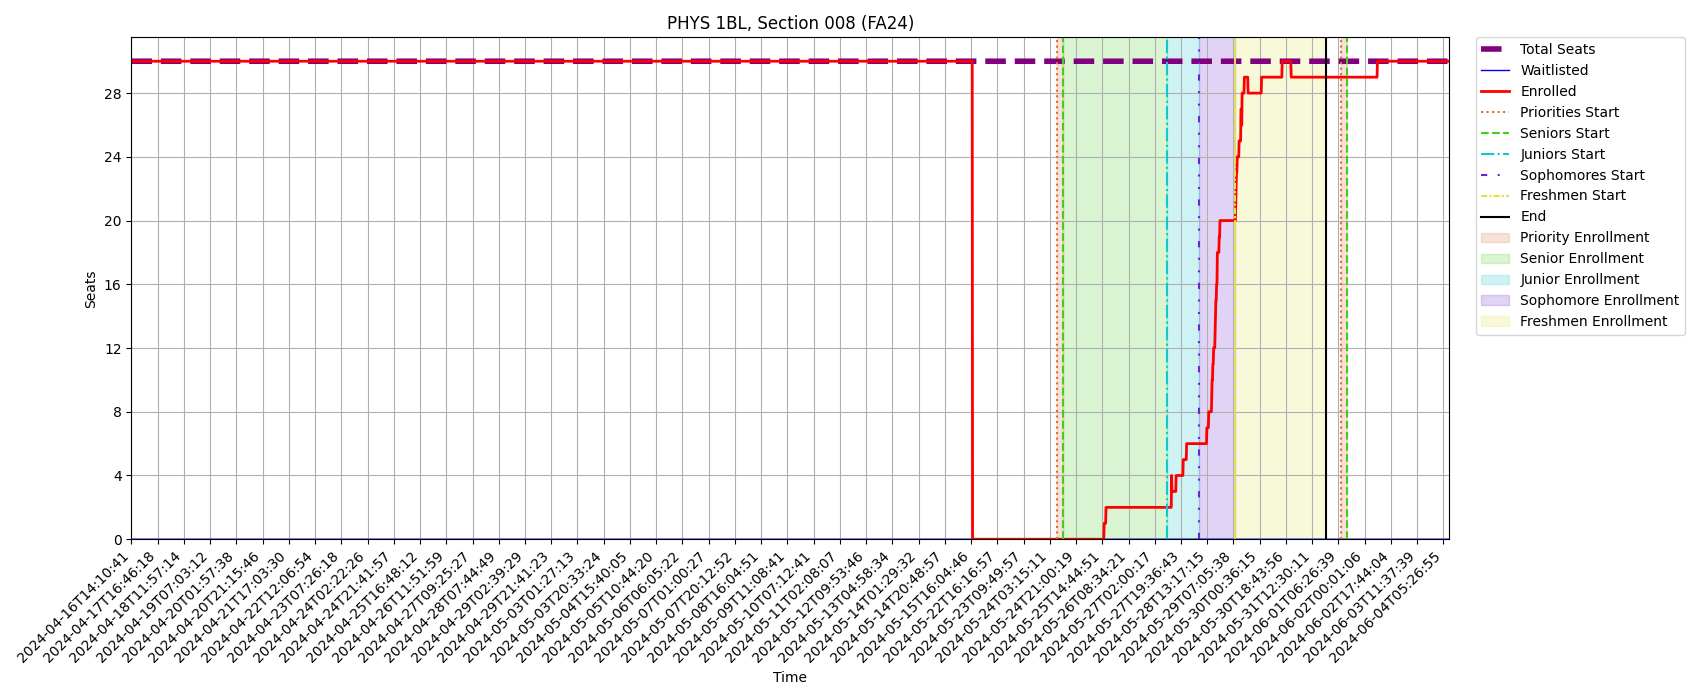 PHYS 1BL, Section 008 (FA24)
Total Seats
Waitlisted
Enrolled
Priorities Start
Seniors Start
Juniors Start
Sophomores Start
Freshmen Start
End
Priority Enrollment
Senior Enrollment
Junior Enrollment
Sophomore Enrollment
Freshmen Enrollment
Seats
28
24
20
16
12
8
4
0
2024-04-16T14:10:41
2024-04-17T16:46:18
2024-04-18T11:57:14
2024-04-19T07:03:12
2024-04-20T01:57:38
2024-04-20T21:15:46
2024-04-21T17:03:30
2024-04-22T12:06:54
2024-04-23T07:26:18
2024-04-24T02:22:26
2024-04-24T21:41:57
2024-04-25T16:48:12
2024-04-26T11:51:59
2024-04-27T09:25:27
2024-04-28T07:44:49
2024-04-29T02:39:29
2024-04-29T21:41:23
2024-05-03T01:27:13
2024-05-03T20:33:24
2024-05-04T15:40:05
2024-05-05T10:44:20
2024-05-06T06:05:22
2024-05-07T01:00:27
2024-05-07T20:12:52
2024-05-08T16:04:51
2024-05-09T11:08:41
2024-05-10T07:12:41
2024-05-11T02:08:07
2024-05-12T09:53:46
2024-05-13T04:58:34
2024-05-14T01:29:32
2024-05-14T20:48:57
2024-05-15T16:04:46
2024-05-22T16:16:57
2024-05-23T09:49:57
2024-05-24T03:15:11
2024-05-24T21:00:19
2024-05-25T14:44:51
2024-05-26T08:34:21
2024-05-27T02:00:17
2024-05-27T19:36:43
2024-05-28T13:17:15
2024-05-29T07:05:38
2024-05-30T00:36:15
2024-05-30T18:43:56
2024-05-31T12:30:11
2024-06-01T06:26:39
2024-06-02T00:01:06
2024-06-02T17:44:04
2024-06-03T11:37:39
2024-06-04T05:26:55
Time